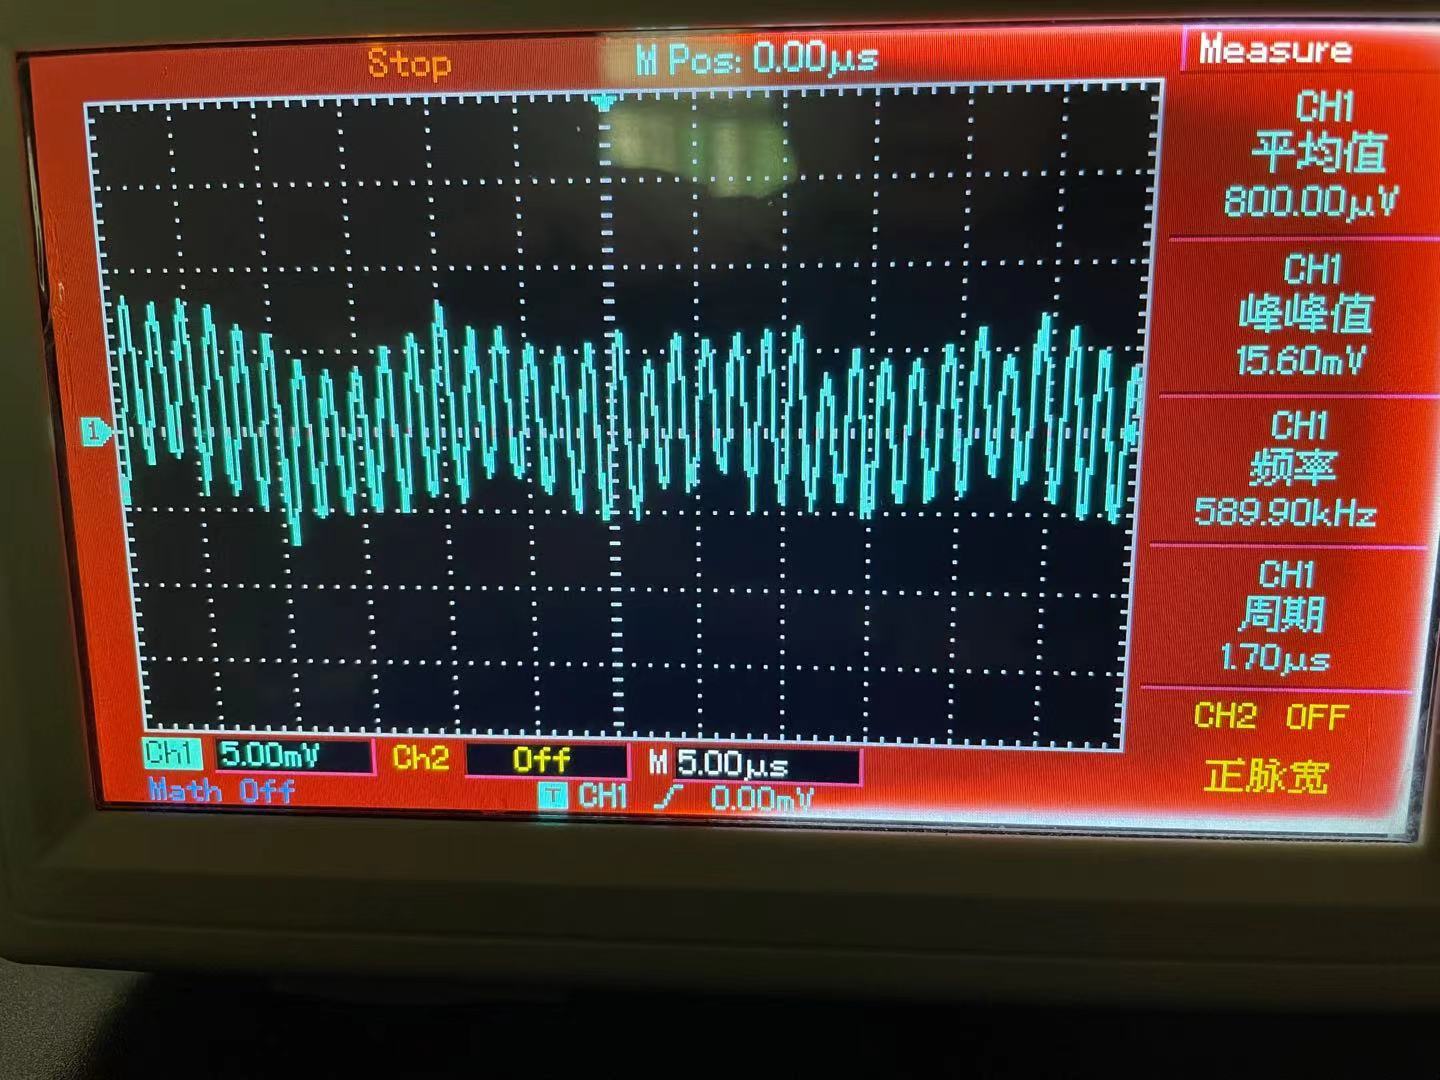 Stop
M Pos: 0.00μs
Measure
CH1
平均值
800.00μV
CH1
峰峰值
15.60mV
CH1
频率
589.90kHz
CH1
周期
1.70μs
CH2 OFF
正脉宽
1
Ch1 5.00mV Ch2 Off M 5.00μs
Math Off T CH1 0.00mV